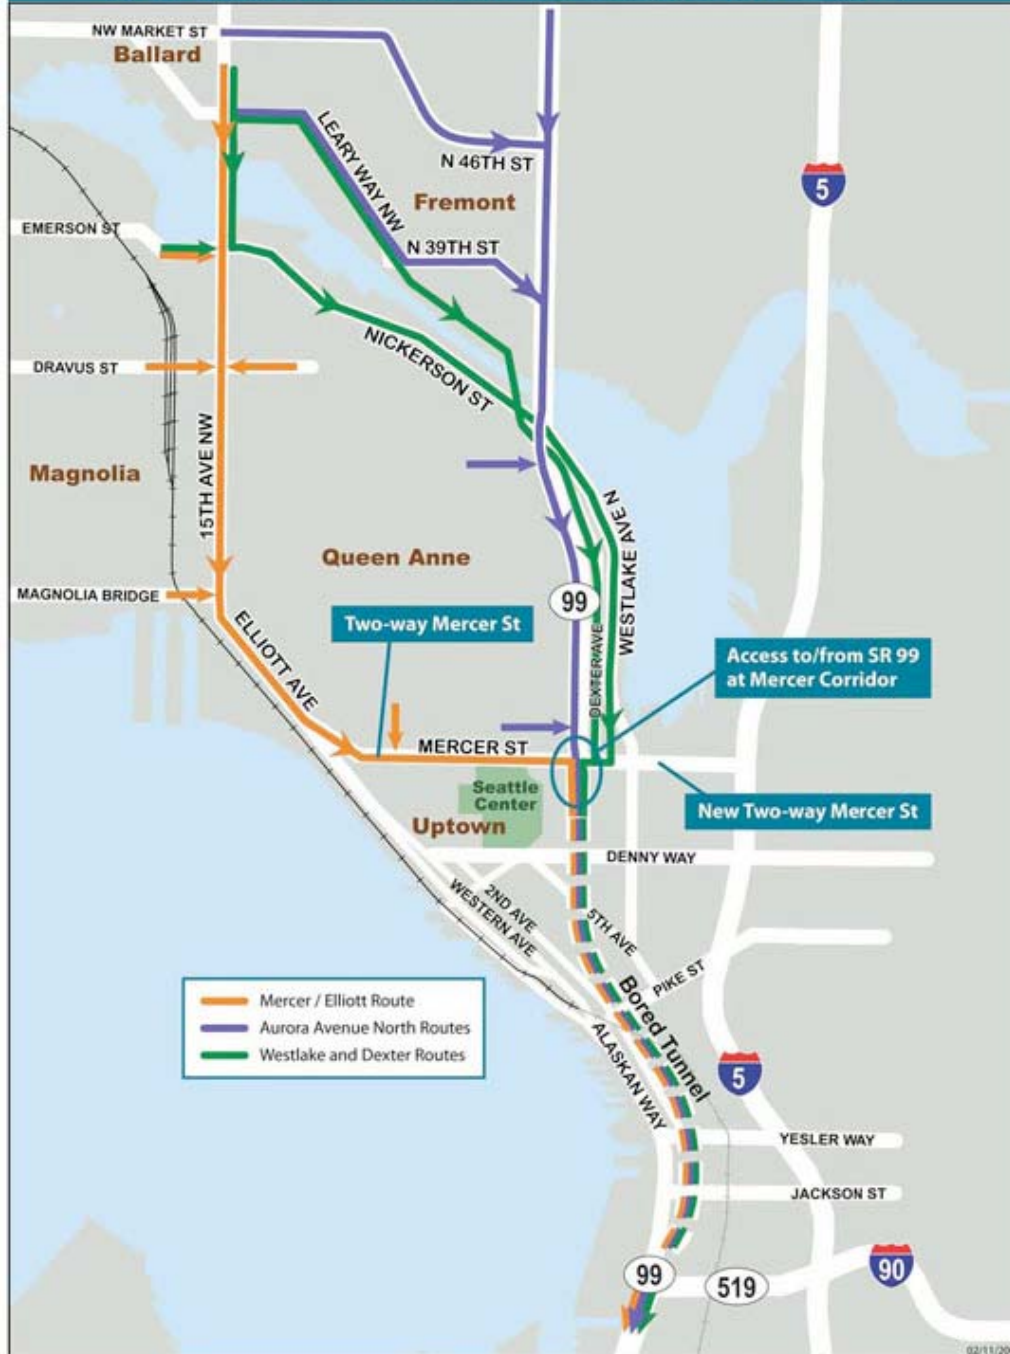 NW MARKET ST
Ballard
LEARY WAY NW
N 46TH ST
5
Fremont
EMERSON ST
N 39TH ST
NICKERSON ST
DRAVUS ST
15TH AVE NW
Magnolia
WESTLAKE AVE N
Queen Anne
MAGNOLIA BRIDGE
99
Two-way Mercer St
ELLIOTT AVE
DEXTER AVE
Access to/from SR 99
at Mercer Corridor
MERCER ST
Seattle
Center
New Two-way Mercer St
Uptown
DENNY WAY
2ND AVE
WESTERN AVE
5TH AVE
PIKE ST
Bored Tunnel
Mercer / Elliott Route
Aurora Avenue North Routes
Westlake and Dexter Routes
ALASKAN WAY
5
YESLER WAY
JACKSON ST
99
519
90
02/11/20